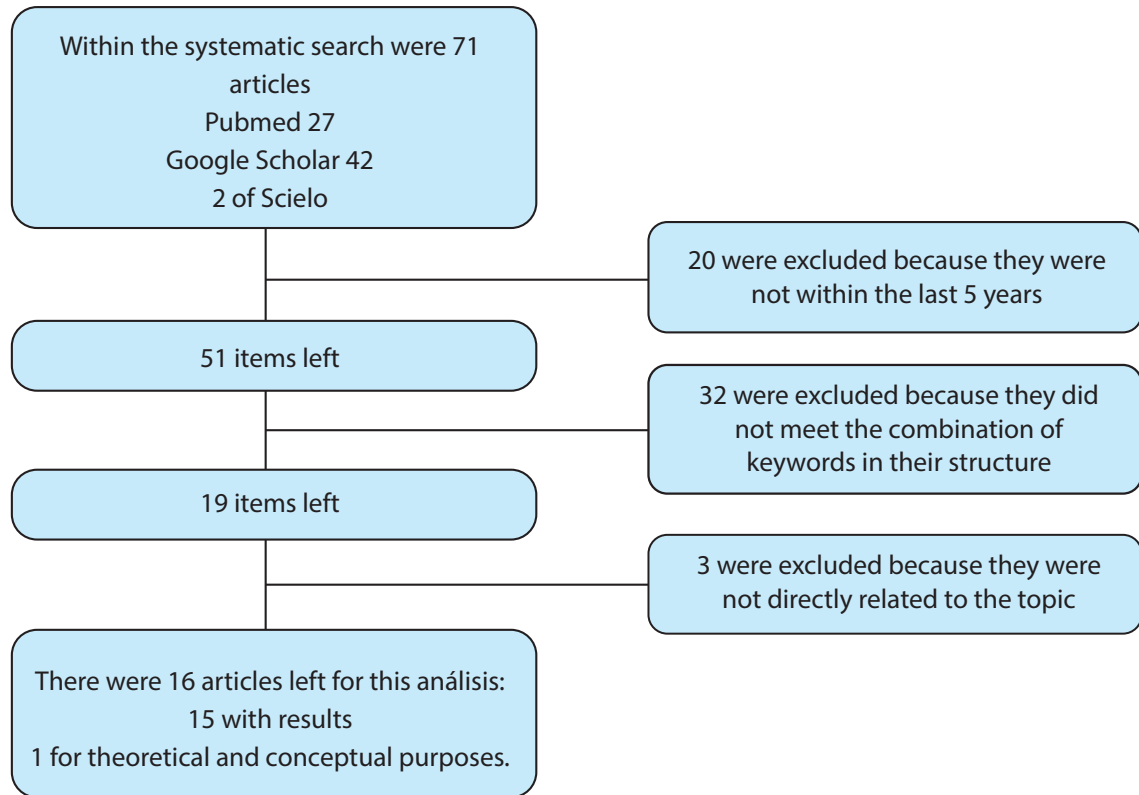 Within the systematic search were 71
articles
Pubmed 27
Google Scholar 42
2 of Scielo
20 were excluded because they were
not within the last 5 years
51 items left
32 were excluded because they did
not meet the combination of
keywords in their structure
19 items left
3 were excluded because they were
not directly related to the topic
There were 16 articles left for this análisis:
15 with results
1 for theoretical and conceptual purposes.